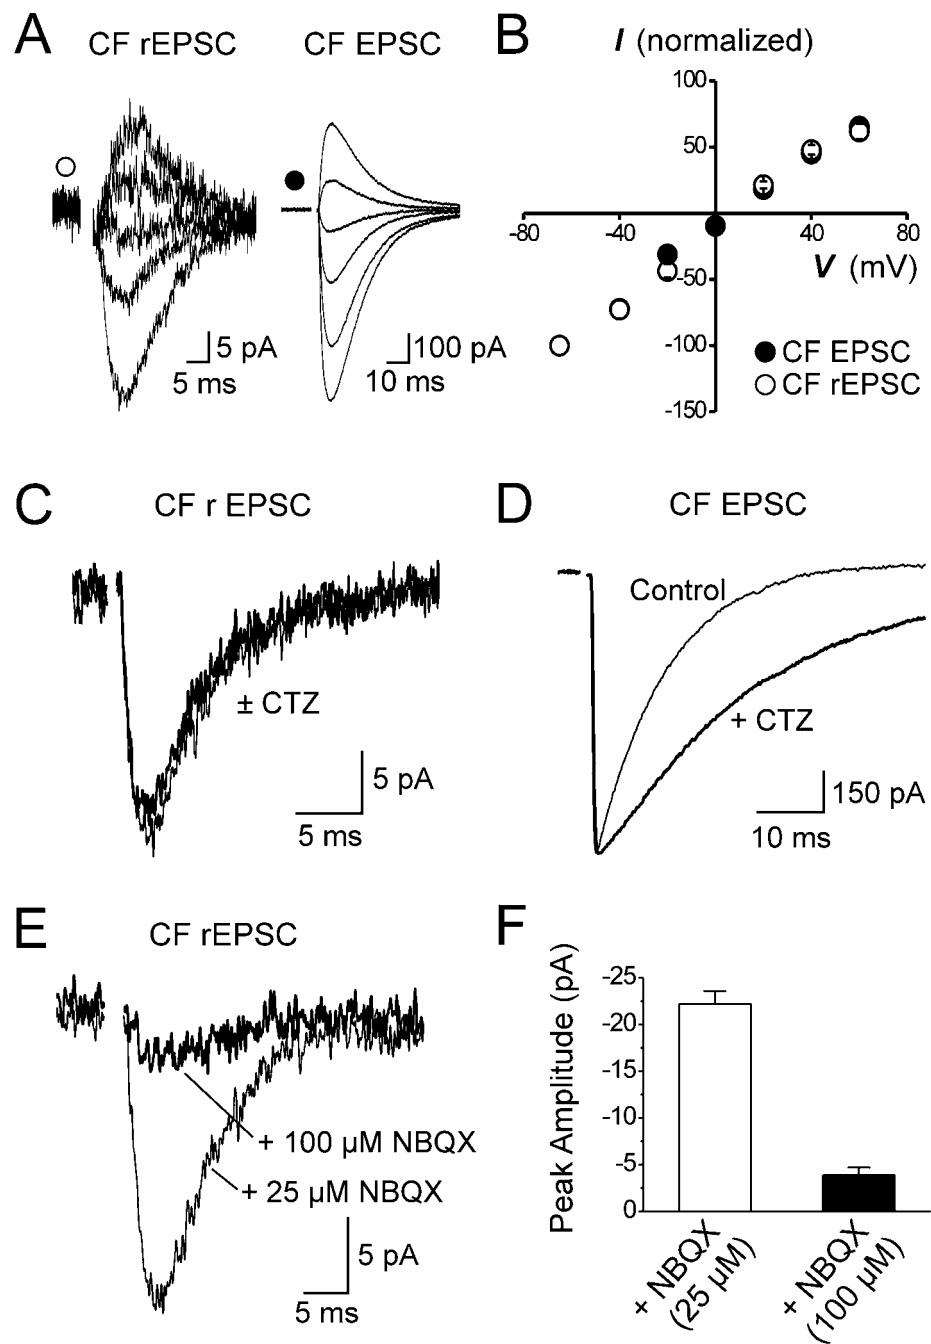 A
CF rEPSC
CF EPSC
5 pA
5 ms
100 pA
10 ms
B
I (normalized)
100
50
-80
-40
40
80
V (mV)
-50
-100
-150
CF EPSC
CF rEPSC
C
CF r EPSC
± CTZ
5 pA
5 ms
D
CF EPSC
Control
+ CTZ
150 pA
10 ms
E
CF rEPSC
+ 100 µM NBQX
+ 25 µM NBQX
5 pA
5 ms
F
Peak Amplitude (pA)
-25
-20
-15
-10
-5
0
+ NBQX
(25 µM)
+ NBQX
(100 µM)